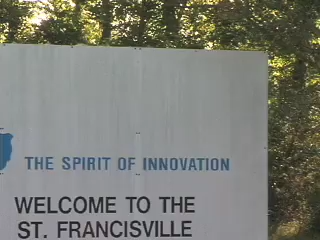 THE SPIRIT OF INNOVATION
WELCOME TO THE
ST. FRANCISVILLE